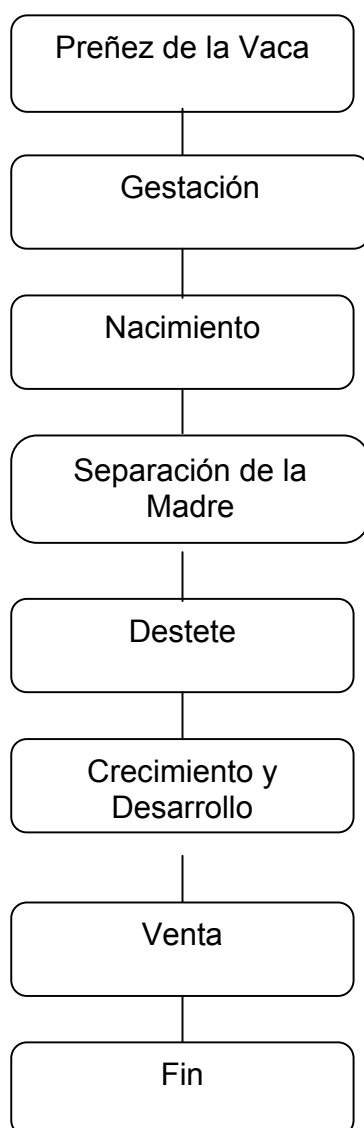 Preñez de la Vaca
Gestación
Nacimiento
Separación de la
Madre
Destete
Crecimiento y
Desarrollo
Venta
Fin